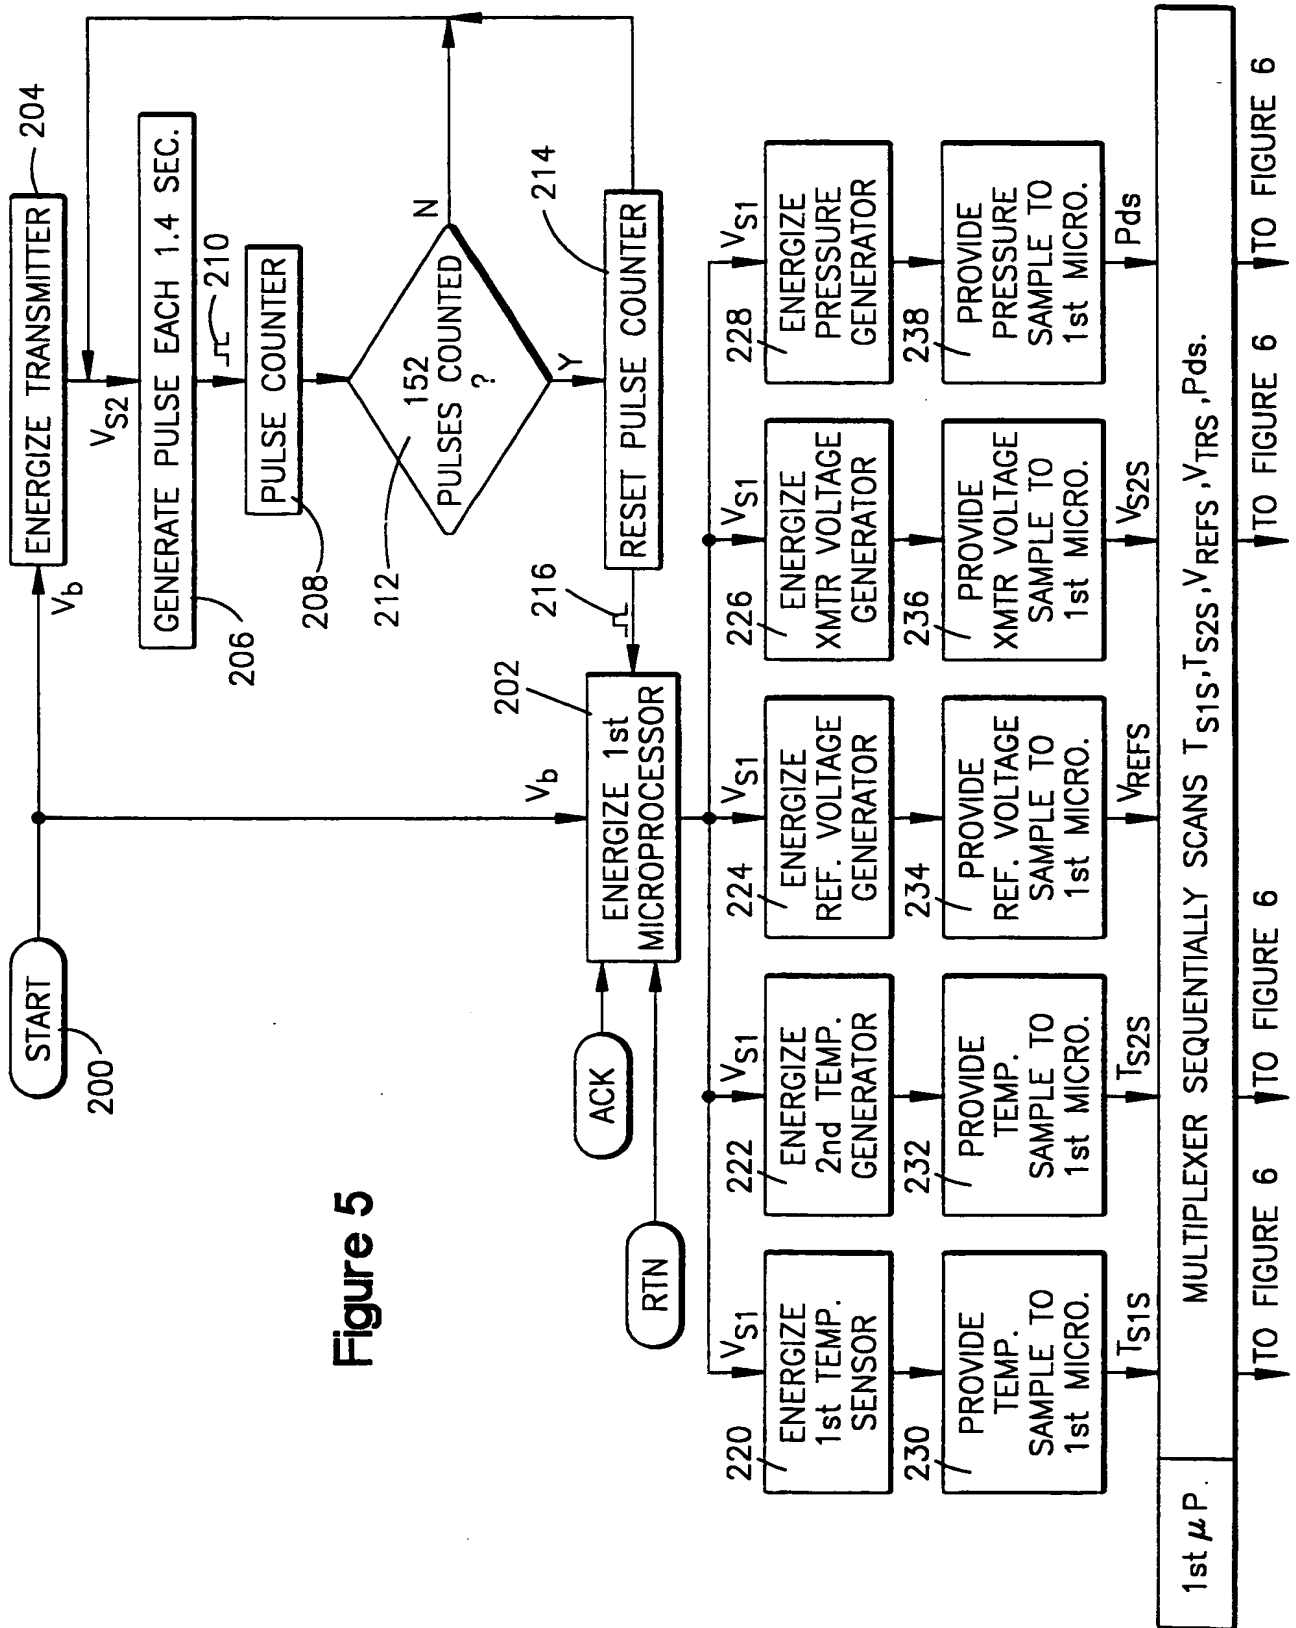 START
200
V_b
ENERGIZE TRANSMITTER
204
V_S2
GENERATE PULSE EACH 1.4 SEC.
206
210
PULSE COUNTER
208
212
152
PULSES COUNTED
?
N
Y
RESET PULSE COUNTER
214
216
V_b
202
ENERGIZE 1st
MICROPROCESSOR
ACK
RTN
Figure 5
V_S1
V_S1
V_S1
V_S1
V_S1
220
ENERGIZE
1st TEMP.
SENSOR
222
ENERGIZE
2nd TEMP.
GENERATOR
224
ENERGIZE
REF. VOLTAGE
GENERATOR
226
ENERGIZE
XMTR VOLTAGE
GENERATOR
228
ENERGIZE
PRESSURE
GENERATOR
230
PROVIDE
TEMP.
SAMPLE TO
1st MICRO.
232
PROVIDE
TEMP.
SAMPLE TO
1st MICRO.
234
PROVIDE
REF. VOLTAGE
SAMPLE TO
1st MICRO.
236
PROVIDE
XMTR VOLTAGE
SAMPLE TO
1st MICRO.
238
PROVIDE
PRESSURE
SAMPLE TO
1st MICRO.
T_S1S
T_S2S
V_REFS
V_S2S
Pds
1st μP.
MULTIPLEXER SEQUENTIALLY SCANS T_S1S, T_S2S, V_REFS, V_TRS, Pds.
TO FIGURE 6
TO FIGURE 6
TO FIGURE 6
TO FIGURE 6